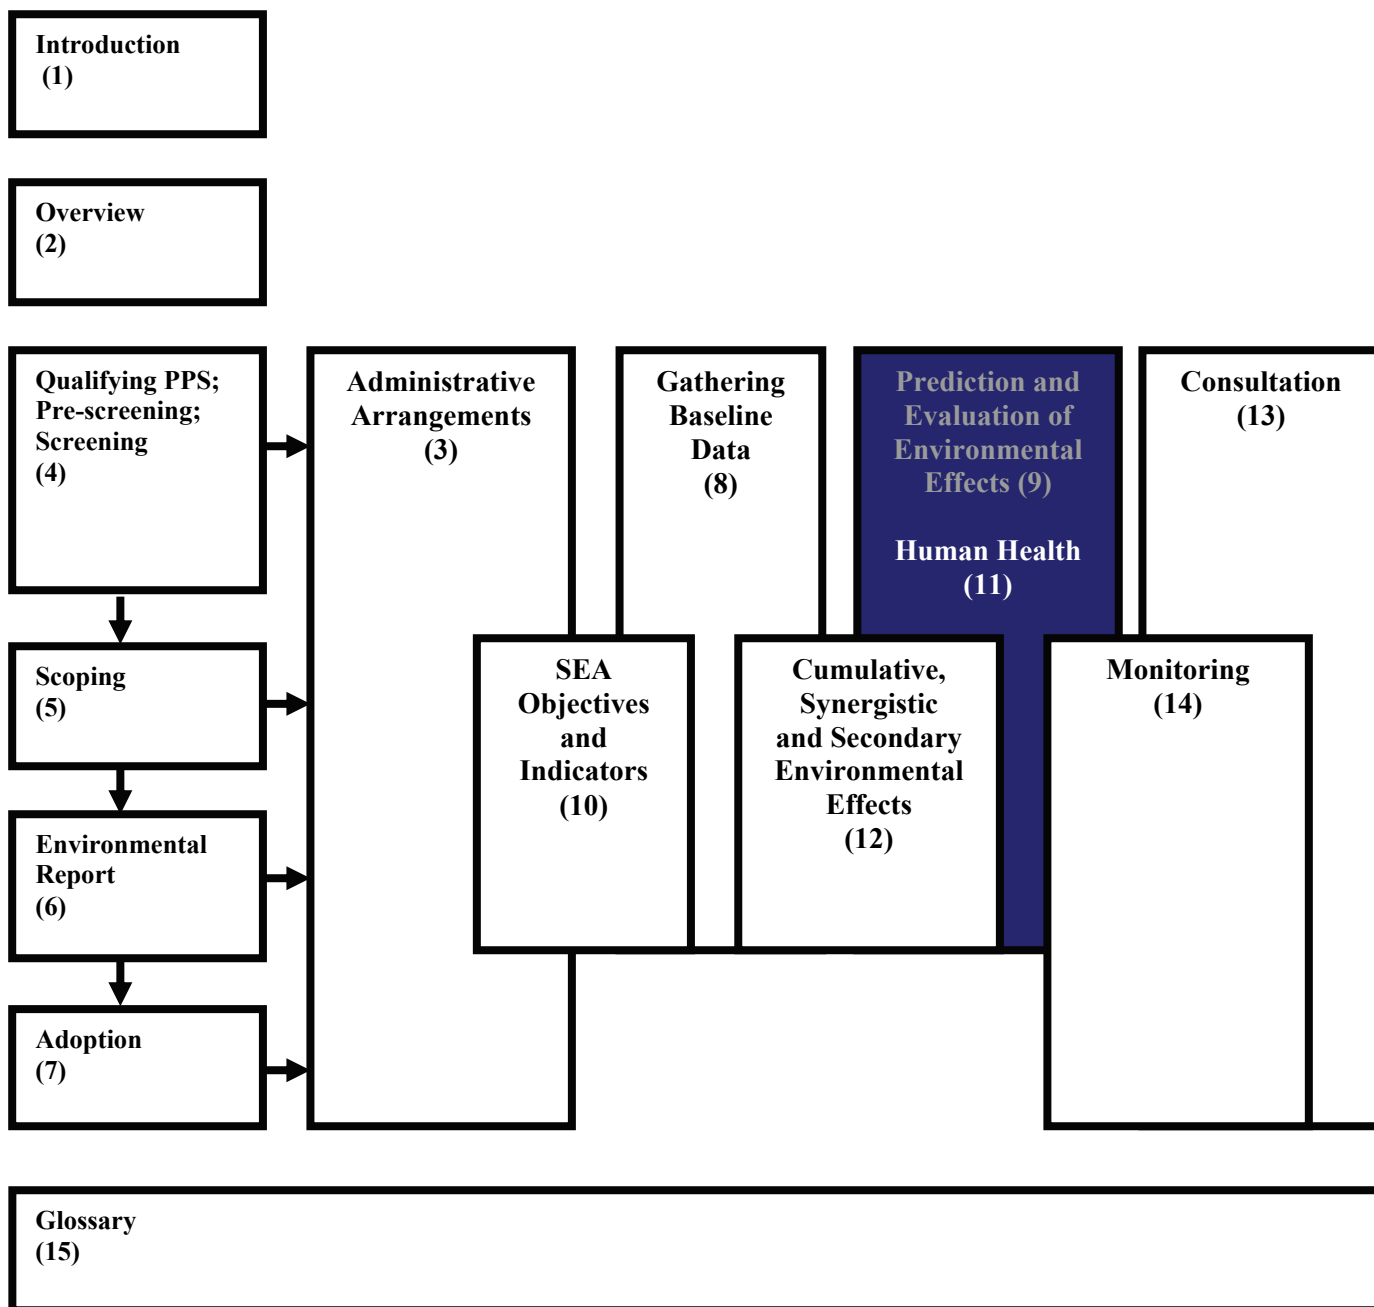 Introduction
(1)
Overview
(2)
Qualifying PPS;
Pre-screening;
Screening
(4)
Administrative
Arrangements
(3)
Gathering
Baseline
Data
(8)
Prediction and
Evaluation of
Environmental
Effects (9)
Human Health
(11)
Consultation
(13)
Scoping
(5)
SEA
Objectives
and
Indicators
(10)
Cumulative,
Synergistic
and Secondary
Environmental
Effects
(12)
Monitoring
(14)
Environmental
Report
(6)
Adoption
(7)
Glossary
(15)